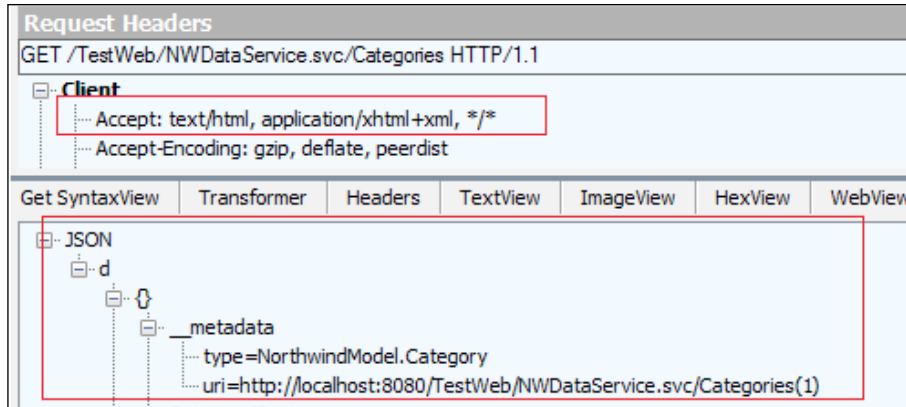 Request Headers
GET /TestWeb/NWDataService.svc/Categories HTTP/1.1
Client
Accept: text/html, application/xhtml+xml, */*
Accept-Encoding: gzip, deflate, peerdist
Get SyntaxView Transformer Headers TextView ImageView HexView WebView
JSON
d
{}
__metadata
type=NorthwindModel.Category
uri=http://localhost:8080/TestWeb/NWDataService.svc/Categories(1)